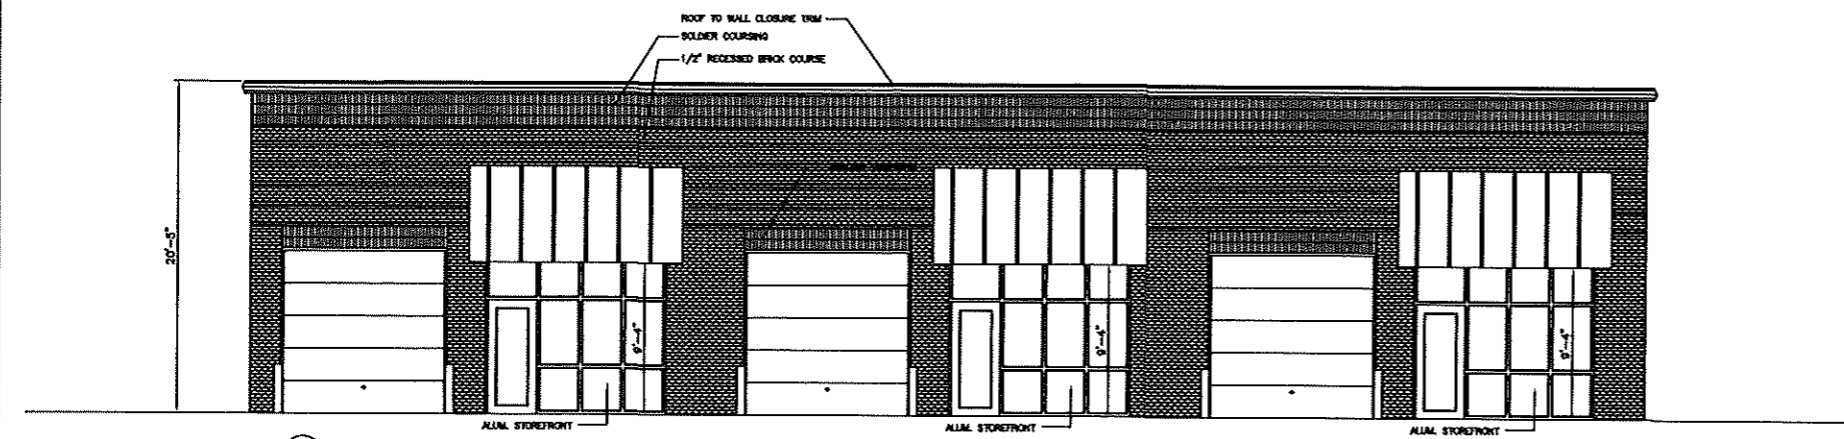 ROOF TO WALL CLOSURE TRIM
SOLDIER COURSING
1/2" RECESSED BRICK COURSE
20'-5"
9'-4"
9'-4"
9'-4"
ALUM. STOREFRONT
ALUM. STOREFRONT
ALUM. STOREFRONT